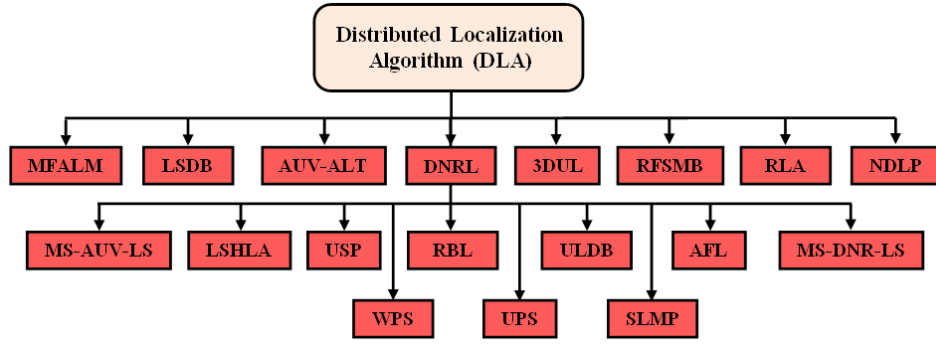 Distributed Localization
Algorithm (DLA)
MFALM LSDB AUV-ALT DNRL 3DUL RFSMB RLA NDLP
MS-AUV-LS LSHLA USP RBL ULDB AFL MS-DNR-LS
WPS UPS SLMP